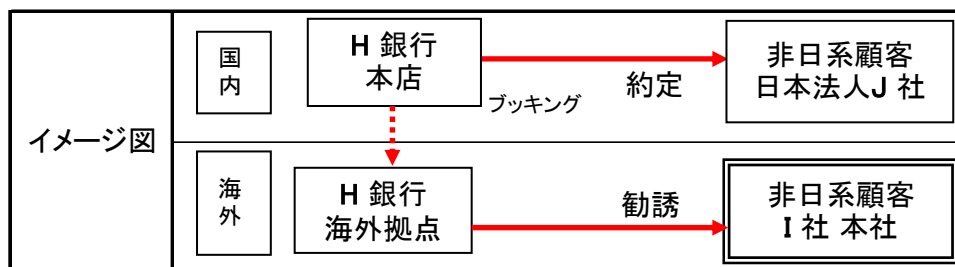 イメージ図
国
内
H 銀行
本店
約定
ブッキング
非日系顧客
日本法人J 社
海
外
H 銀行
海外拠点
勧誘
非日系顧客
I 社 本社